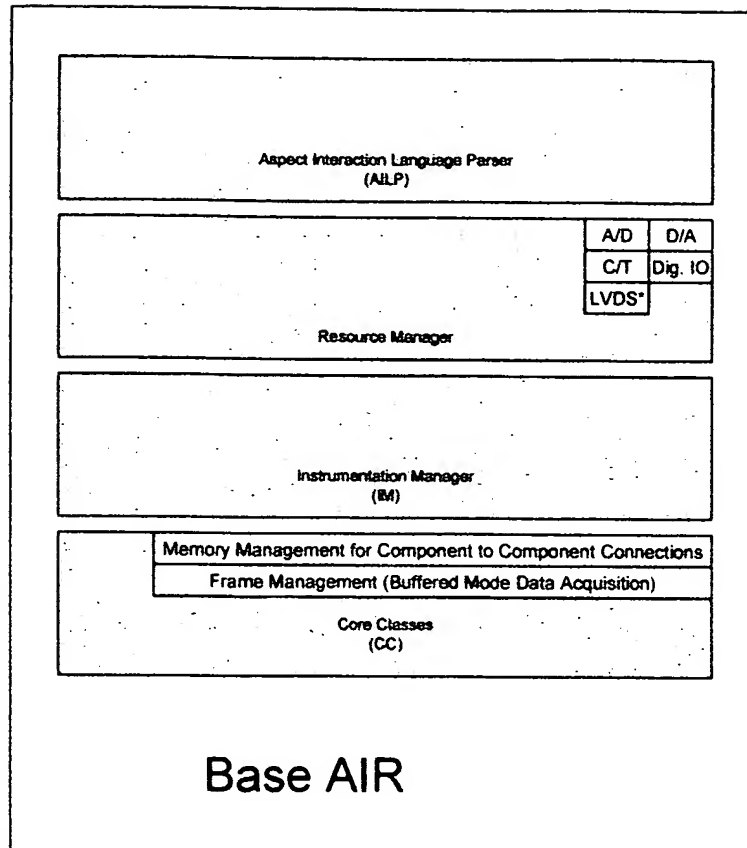 Aspect Interaction Language Parser
(AILP)
A/D D/A
C/T Dig. IO
LVDS*
Resource Manager
Instrumentation Manager
(IM)
Memory Management for Component to Component Connections
Frame Management (Buffered Mode Data Acquisition)
Core Classes
(CC)
Base AIR